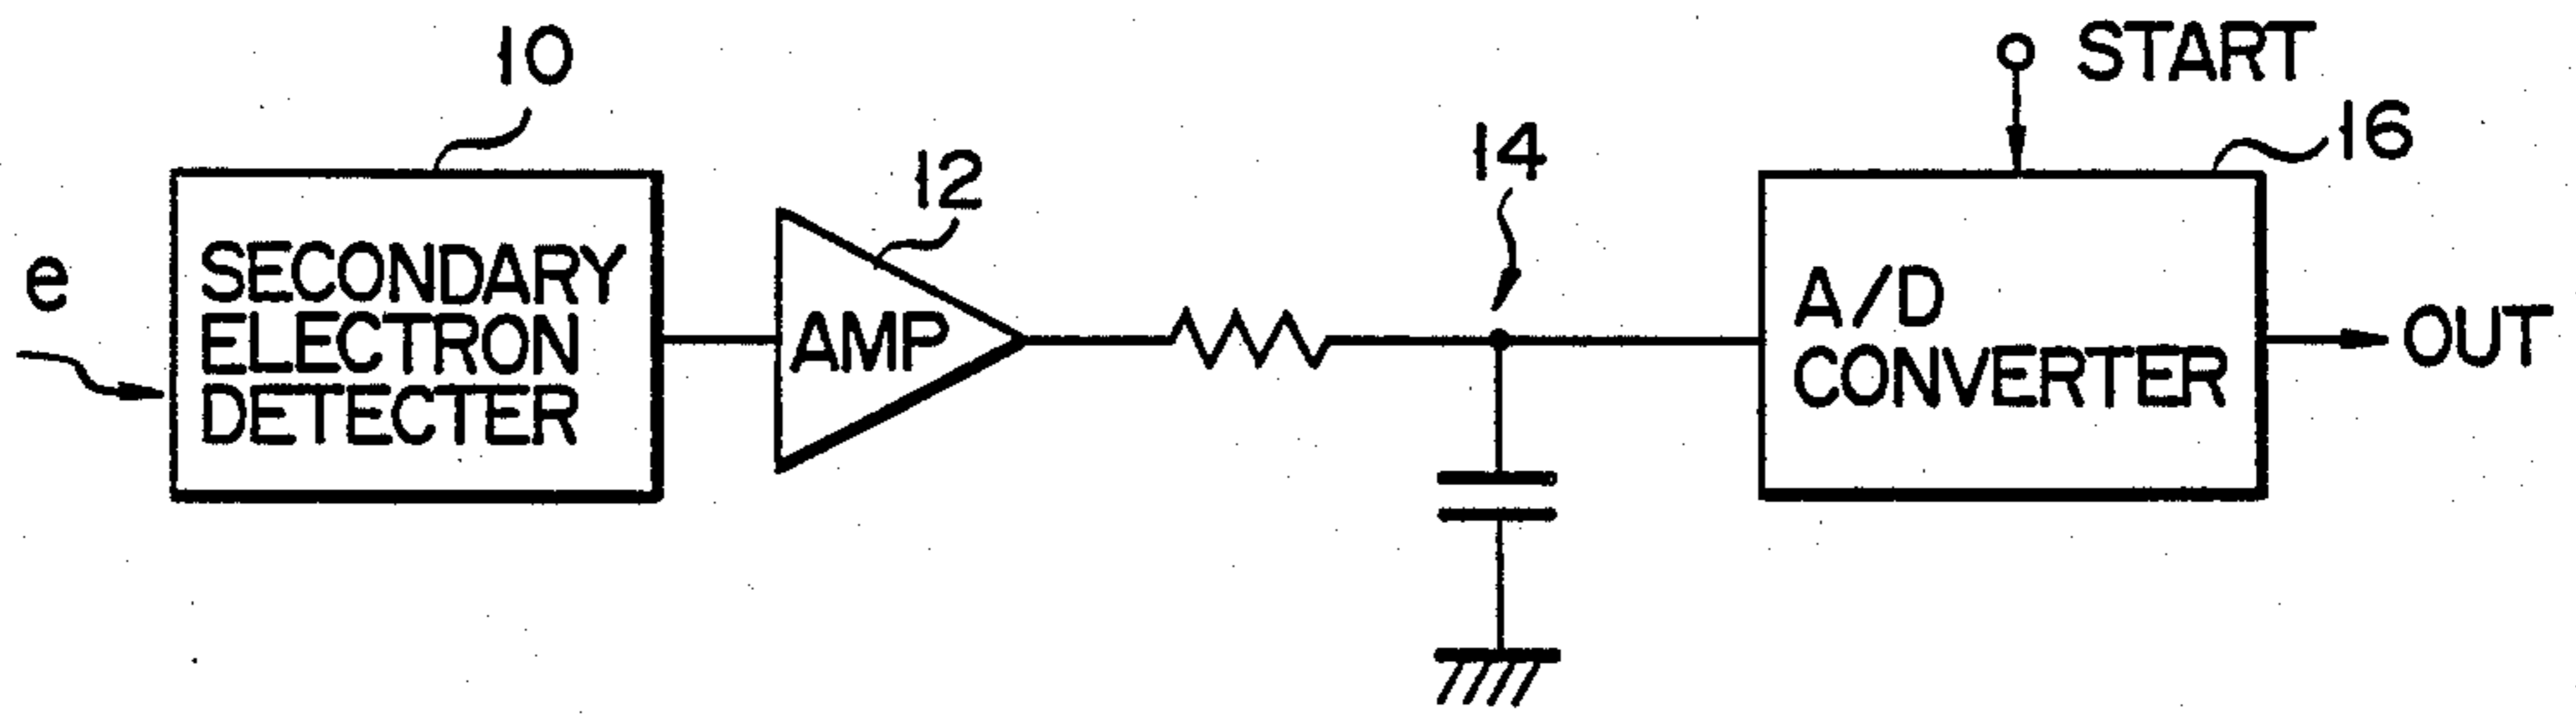 10
e
SECONDARY
ELECTRON
DETECTER
12
AMP
14
START
16
A/D
CONVERTER
OUT